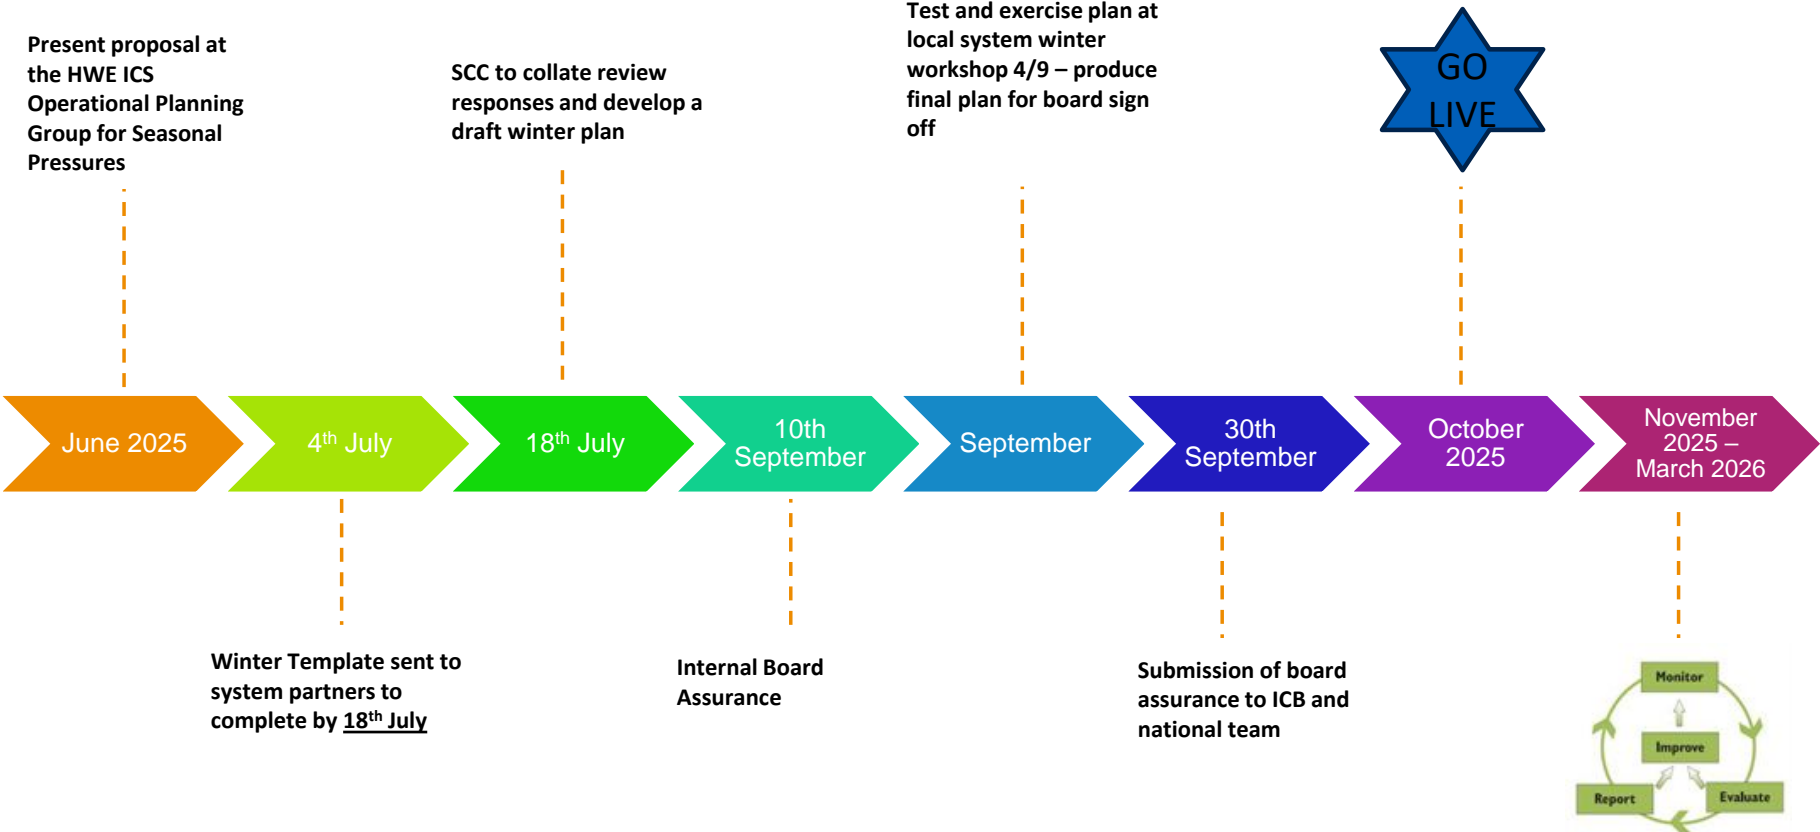 Present proposal at
the HWE ICS
Operational Planning
Group for Seasonal
Pressures
SCC to collate review
responses and develop a
draft winter plan
Test and exercise plan at
local system winter
workshop 4/9 – produce
final plan for board sign
off
GO
LIVE
June 2025
4th July
18th July
10th
September
September
30th
September
October
2025
November
2025 –
March 2026
Winter Template sent to
system partners to
complete by 18th July
Internal Board
Assurance
Submission of board
assurance to ICB and
national team
Monitor
Improve
Report
Evaluate